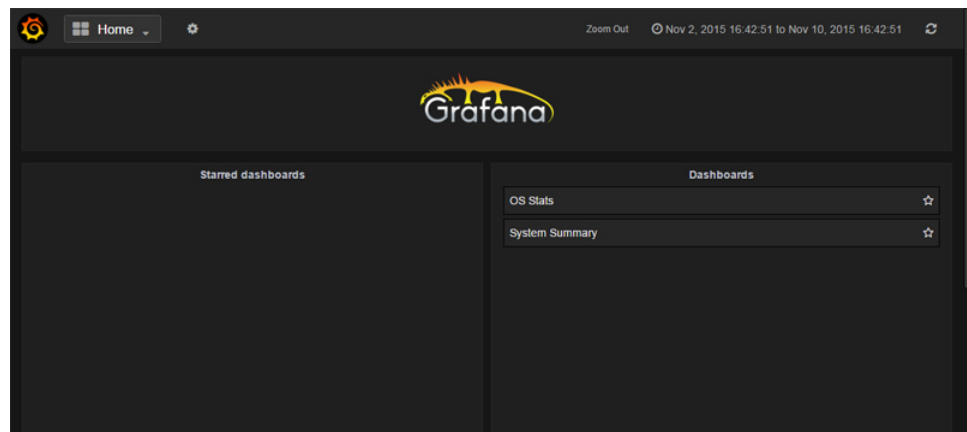 Home
Zoom Out
Nov 2, 2015 16:42:51 to Nov 10, 2015 16:42:51
Grafana
Starred dashboards
Dashboards
OS Stats
System Summary